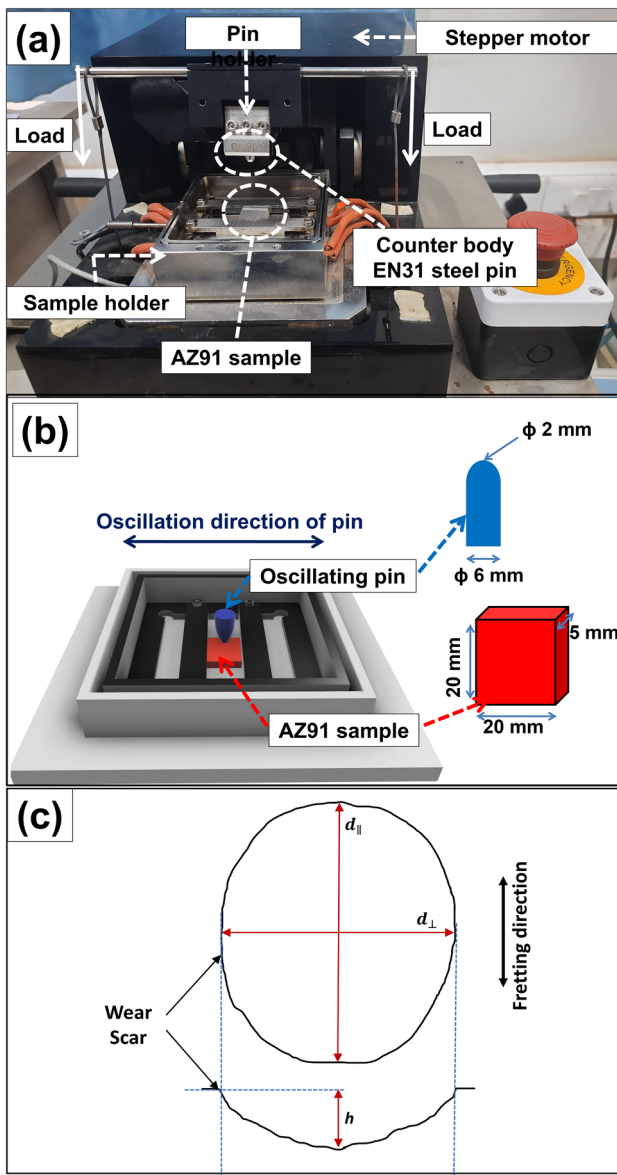 (a)
Pin
holder
Stepper motor
Load
Load
Counter body
EN31 steel pin
Sample holder
AZ91 sample
EMERGENCY
(b)
ϕ 2 mm
Oscillation direction of pin
Oscillating pin
ϕ 6 mm
5 mm
20 mm
AZ91 sample
20 mm
(c)
d∥
d⊥
Fretting direction
Wear
Scar
h